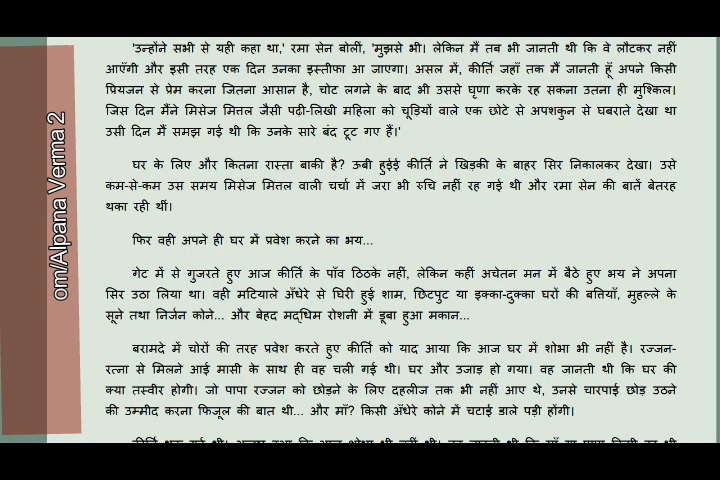 'उन्होंने सभी से यही कहा था,' रमा सेन बोलीं, 'मुझसे भी। लेकिन मैं तब भी जानती थी कि वे लौटकर नहीं
आएँगी और इसी तरह एक दिन उनका इस्तीफा आ जाएगा। असल में, कीर्ति जहाँ तक मैं जानती हूँ अपने किसी
प्रियजन से प्रेम करना जितना आसान है, चोट लगने के बाद भी उससे घृणा करके रह सकना उतना ही मुश्किल।
जिस दिन मैंने मिसेज मित्तल जैसी पढ़ी-लिखी महिला को चूड़ियों वाले एक छोटे से अपशकुन से घबराते देखा था
उसी दिन मैं समझ गई थी कि उनके सारे बंद टूट गए हैं।'
घर के लिए और कितना रास्ता बाकी है? ऊबी हुईई कीर्ति ने खिड़की के बाहर सिर निकालकर देखा। उसे
कम-से-कम उस समय मिसेज मित्तल वाली चर्चा में जरा भी रुचि नहीं रह गई थी और रमा सेन की बातें बेतरह
थका रही थीं।
फिर वही अपने ही घर में प्रवेश करने का भय...
गेट में से गुजरते हुए आज कीर्ति के पाँव ठिठके नहीं, लेकिन कहीं अचेतन मन में बैठे हुए भय ने अपना
सिर उठा लिया था। वही मटियाले अँधेरे से घिरी हुई शाम, छिटपुट या इक्का-दुक्का घरों की बत्तियाँ, मुहल्ले के
सूने तथा निर्जन कोने... और बेहद मद्धिम रोशनी में डूबा हुआ मकान...
बरामदे में चोरों की तरह प्रवेश करते हुए कीर्ति को याद आया कि आज घर में शोभा भी नहीं है। रज्जन-
रत्ना से मिलने आई मासी के साथ ही वह चली गई थी। घर और उजाड़ हो गया। वह जानती थी कि घर की
क्या तस्वीर होगी। जो पापा रज्जन को छोड़ने के लिए दहलीज तक भी नहीं आए थे, उनसे चारपाई छोड़ उठने
की उम्मीद करना फिजूल की बात थी... और माँ? किसी अँधेरे कोने में चटाई डाले पड़ी होंगी।
om/Alpana Verma 2